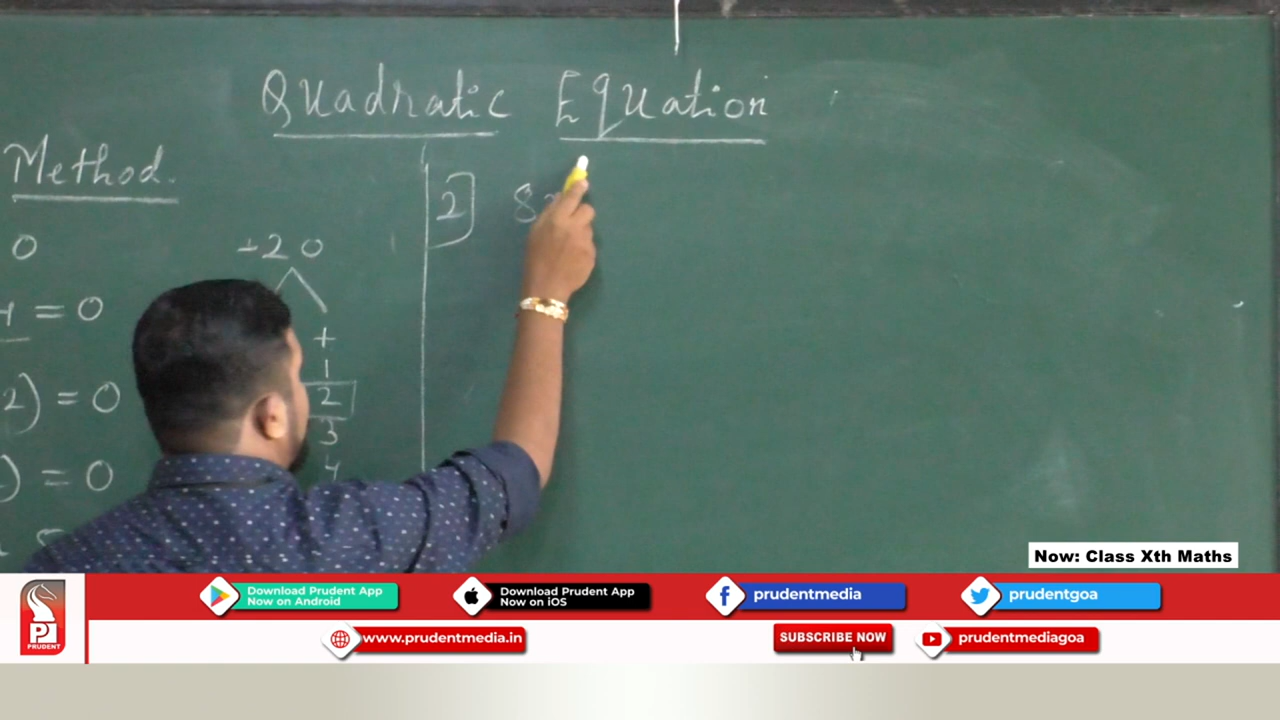 Quadratic Equation
Method.
0
= 0
2) = 0
) = 0
-20
+
1
2
3
4
2]
8
Now: Class Xth Maths
Download Prudent App
Now on Android
Download Prudent App
Now on iOS
prudentmedia
prudentgoa
PRUDENT
www.prudentmedia.in
SUBSCRIBE NOW
prudentmediagoa